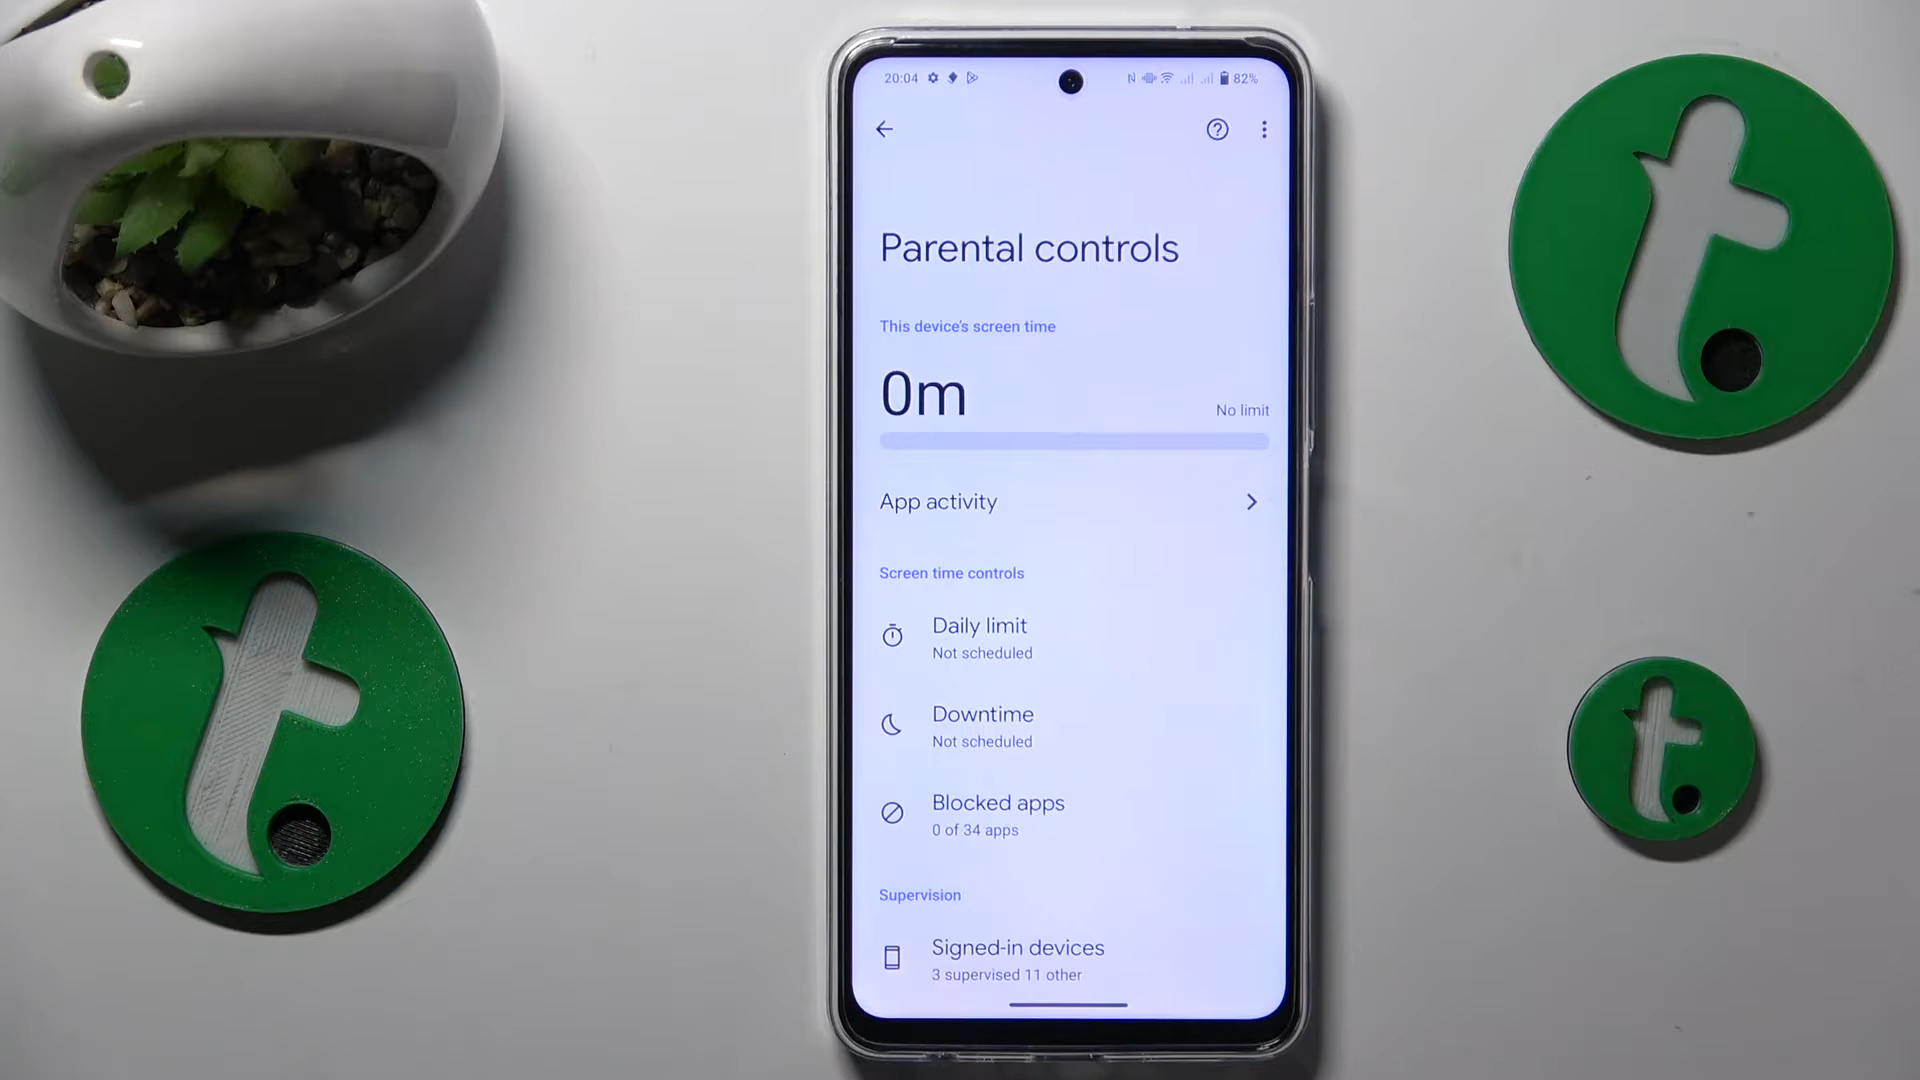 20:04 82%
Parental controls
This device's screen time
0m
No limit
App activity
Screen time controls
Daily limit
Not scheduled
Downtime
Not scheduled
Blocked apps
0 of 34 apps
Supervision
Signed-in devices
3 supervised 11 other